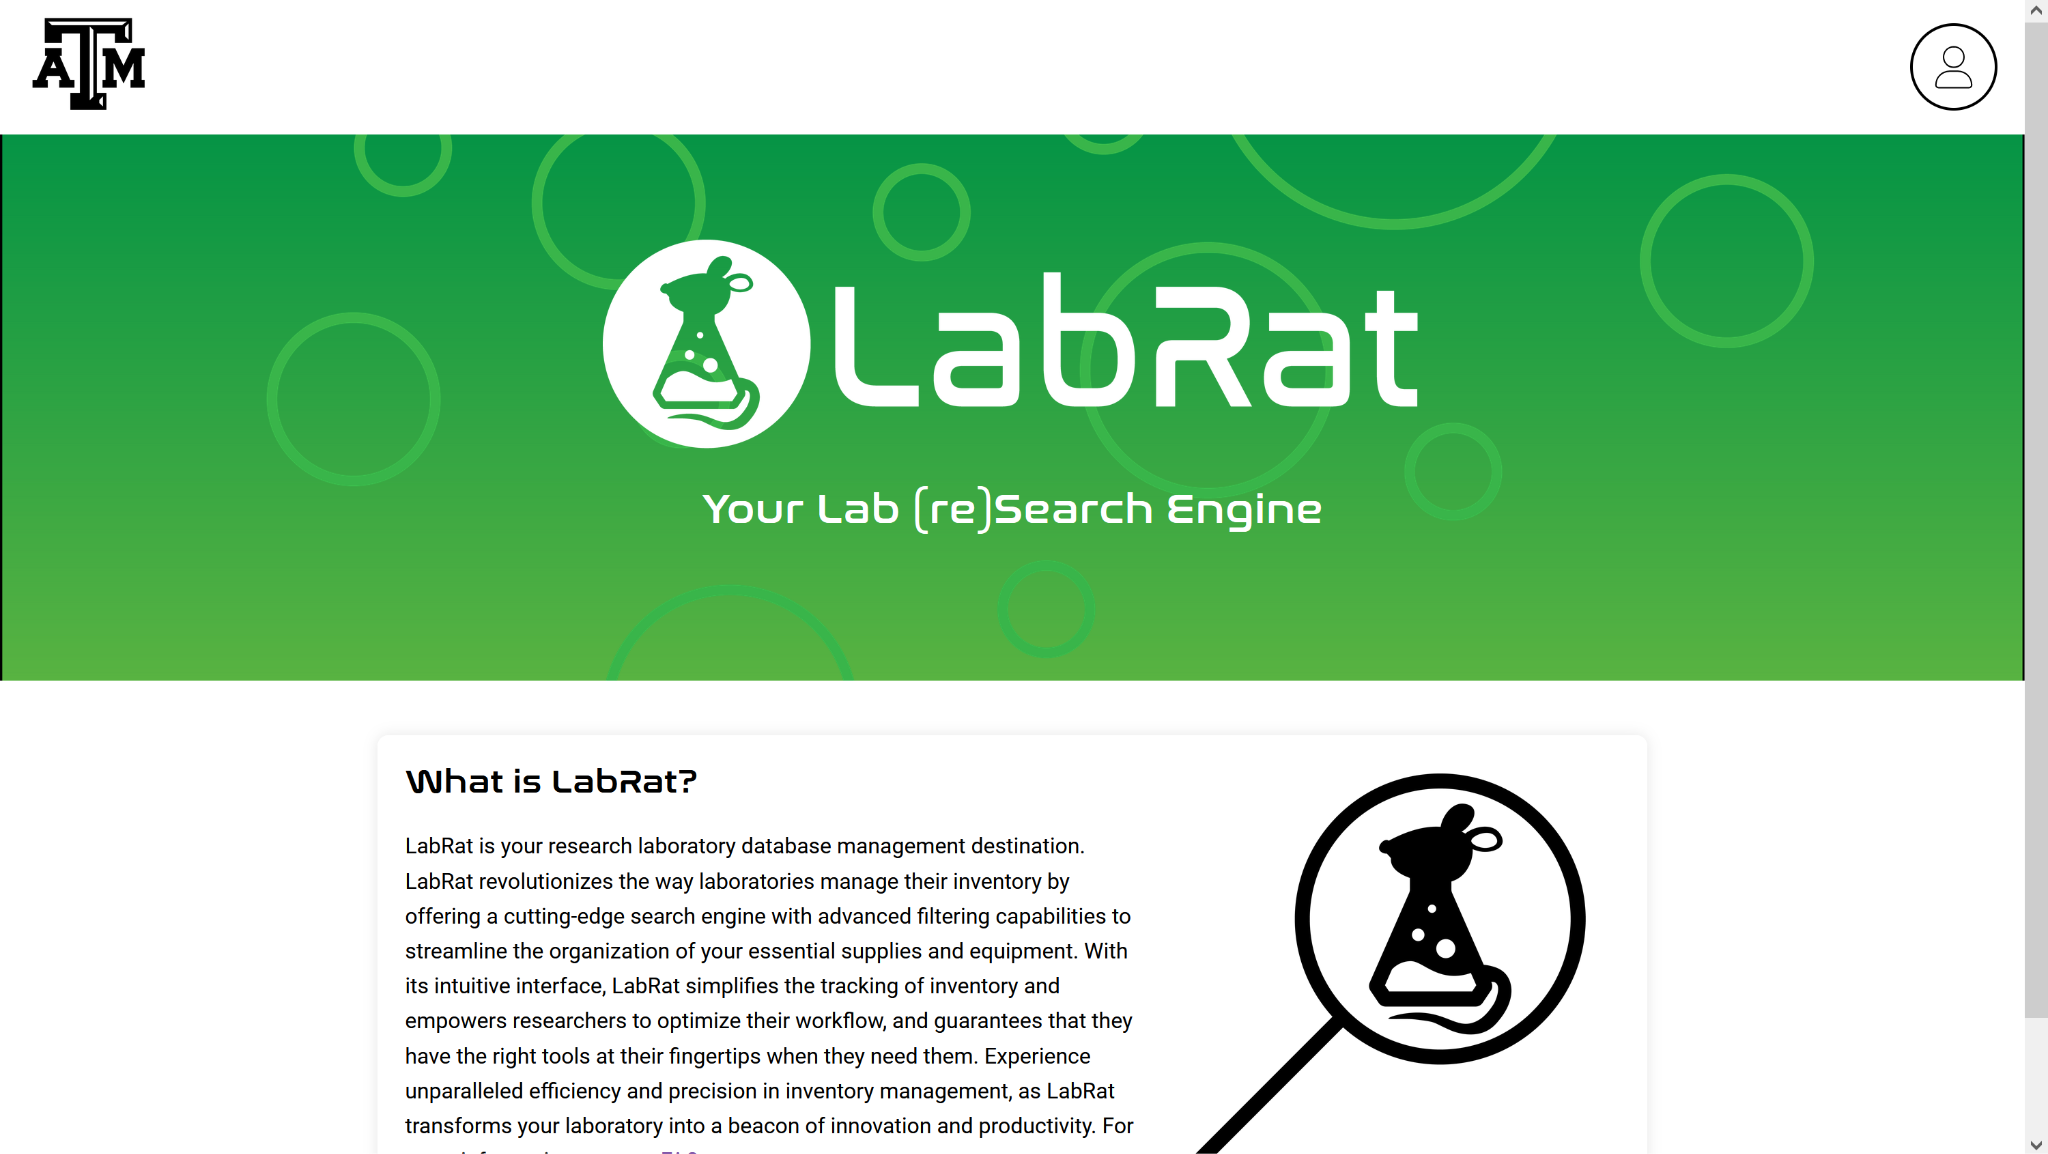 ATM
LabRat
Your Lab (re)Search Engine
What is LabRat?
LabRat is your research laboratory database management destination.
LabRat revolutionizes the way laboratories manage their inventory by
offering a cutting-edge search engine with advanced filtering capabilities to
streamline the organization of your essential supplies and equipment. With
its intuitive interface, LabRat simplifies the tracking of inventory and
empowers researchers to optimize their workflow, and guarantees that they
have the right tools at their fingertips when they need them. Experience
unparalleled efficiency and precision in inventory management, as LabRat
transforms your laboratory into a beacon of innovation and productivity. For